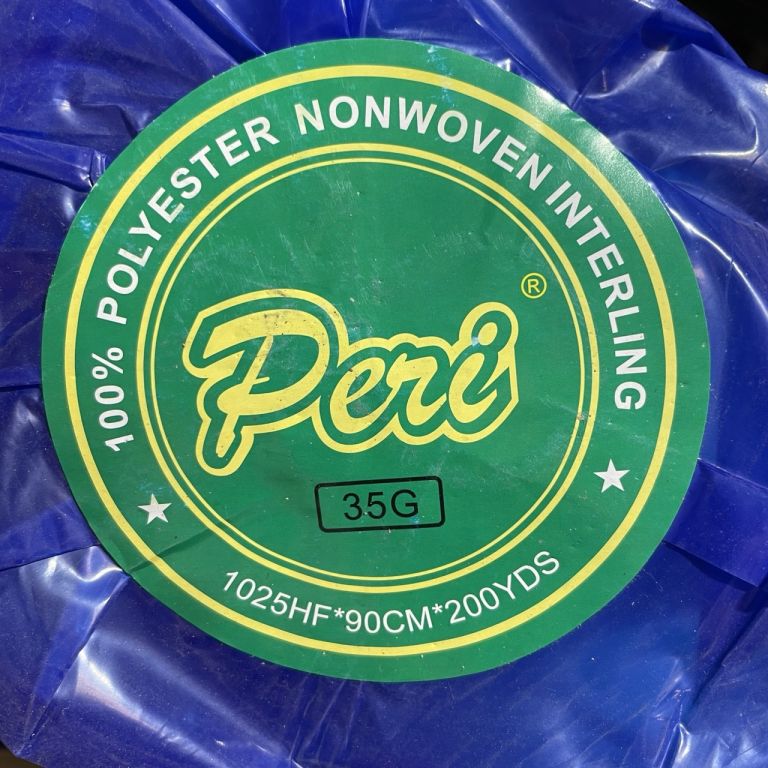 100% POLYESTER NONWOVEN INTERLING
Peri®
35G
1025HF*90CM*200YDS